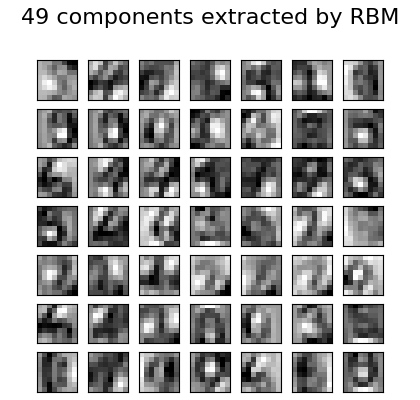 49 components extracted by RBM